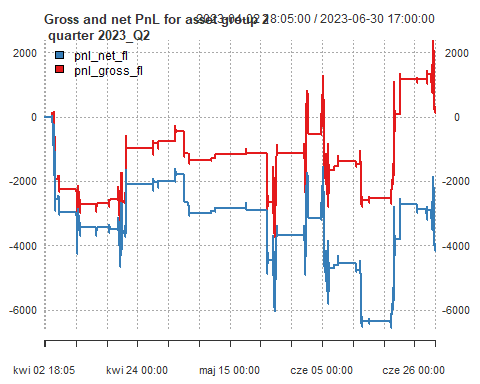 Gross and net PnL for asset group 2
quarter 2023_Q2
2023-04-02 18:05:00 / 2023-06-30 17:00:00
pnl_net_fl
pnl_gross_fl
2000 2000
0 0
-2000 -2000
-4000 -4000
-6000 -6000
kwi 02 18:05 kwi 24 00:00 maj 15 00:00 cze 05 00:00 cze 26 00:00